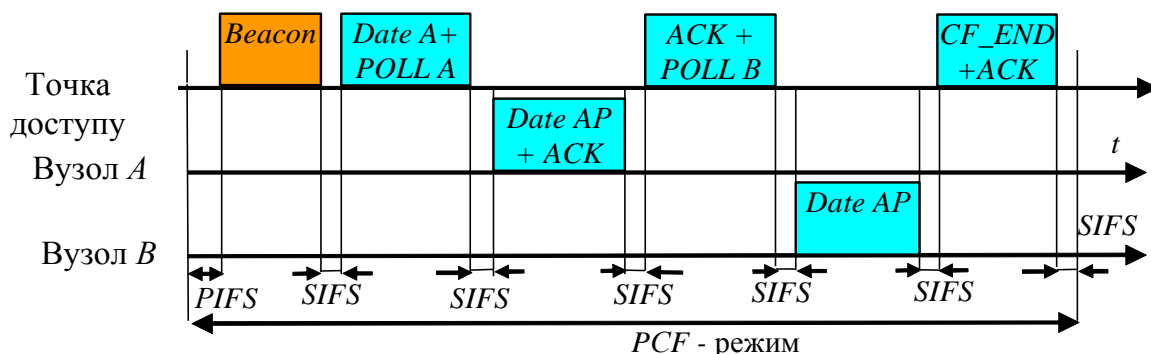 Beacon
Date A+
POLL A
ACK +
POLL B
CF_END
+ACK
Точка
доступу
Date AP
+ ACK
t
Вузол A
Date AP
SIFS
Вузол B
PIFS
SIFS
SIFS
SIFS
SIFS
SIFS
PCF - режим